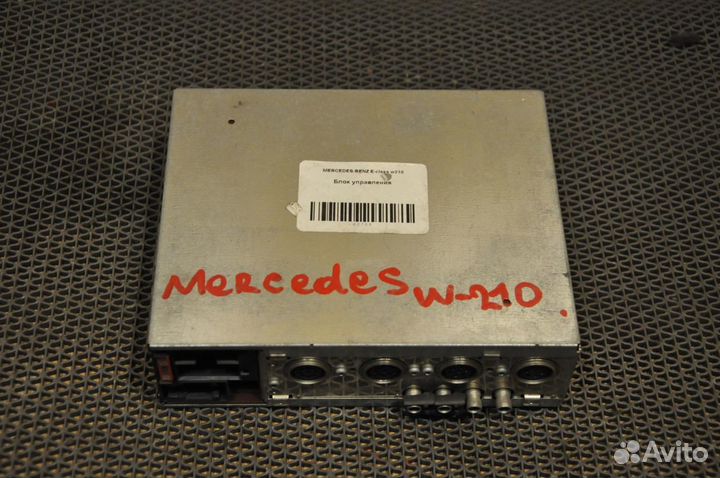 MERCEDES-BENZ E-class w210
Блок управления
Mercedes w-210.
Avito